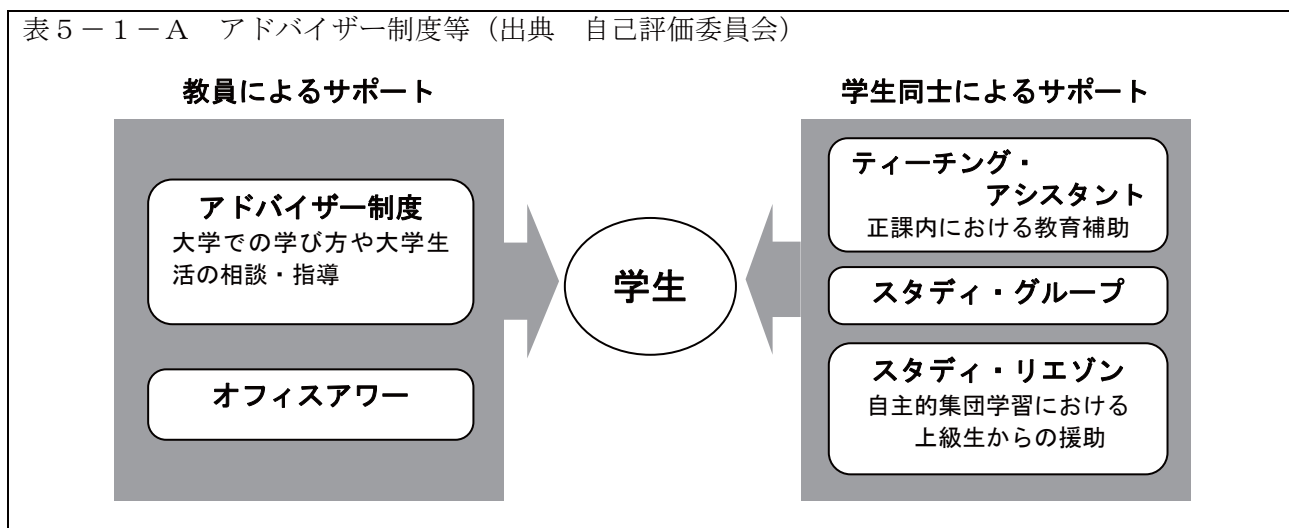 表５－１－Ａ　アドバイザー制度等（出典　自己評価委員会）
教員によるサポート
アドバイザー制度
大学での学び方や大学生
活の相談・指導
オフィスアワー
学生
学生同士によるサポート
ティーチング・
アシスタント
正課内における教育補助
スタディ・グループ
スタディ・リエゾン
自主的集団学習における
上級生からの援助